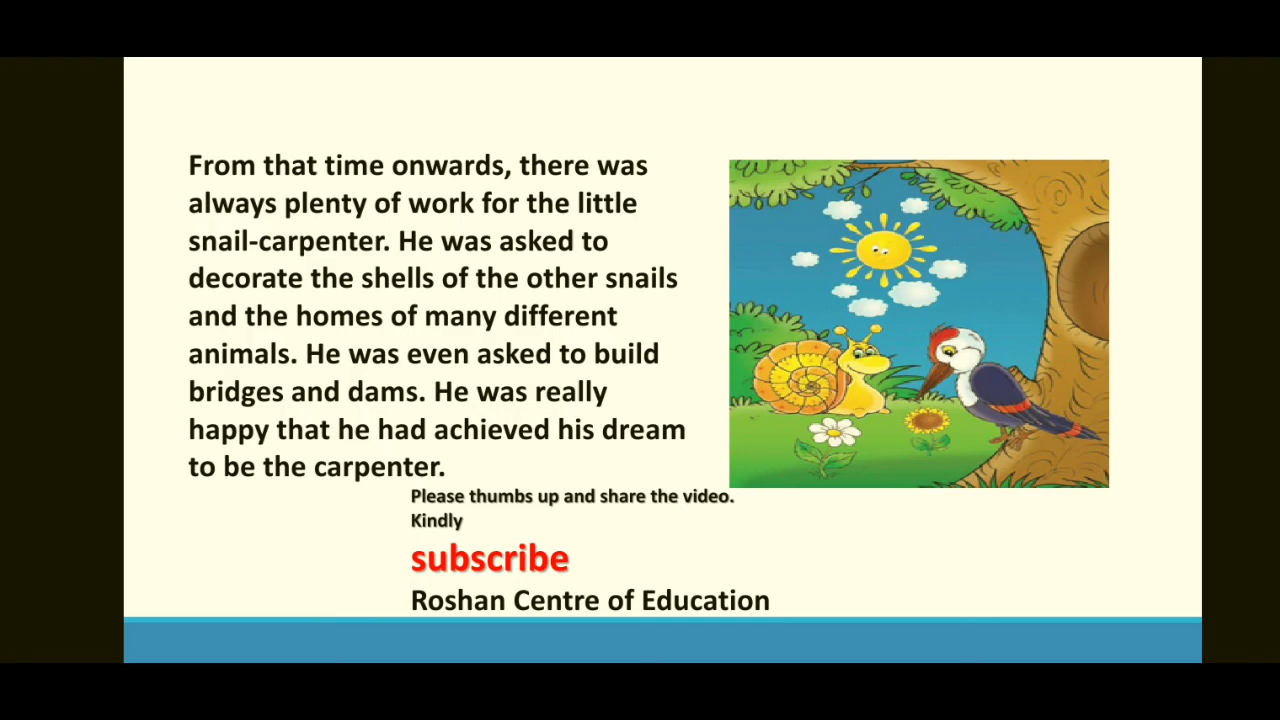 From that time onwards, there was
always plenty of work for the little
snail-carpenter. He was asked to
decorate the shells of the other snails
and the homes of many different
animals. He was even asked to build
bridges and dams. He was really
happy that he had achieved his dream
to be the carpenter.
Please thumbs up and share the video.
Kindly
subscribe
Roshan Centre of Education